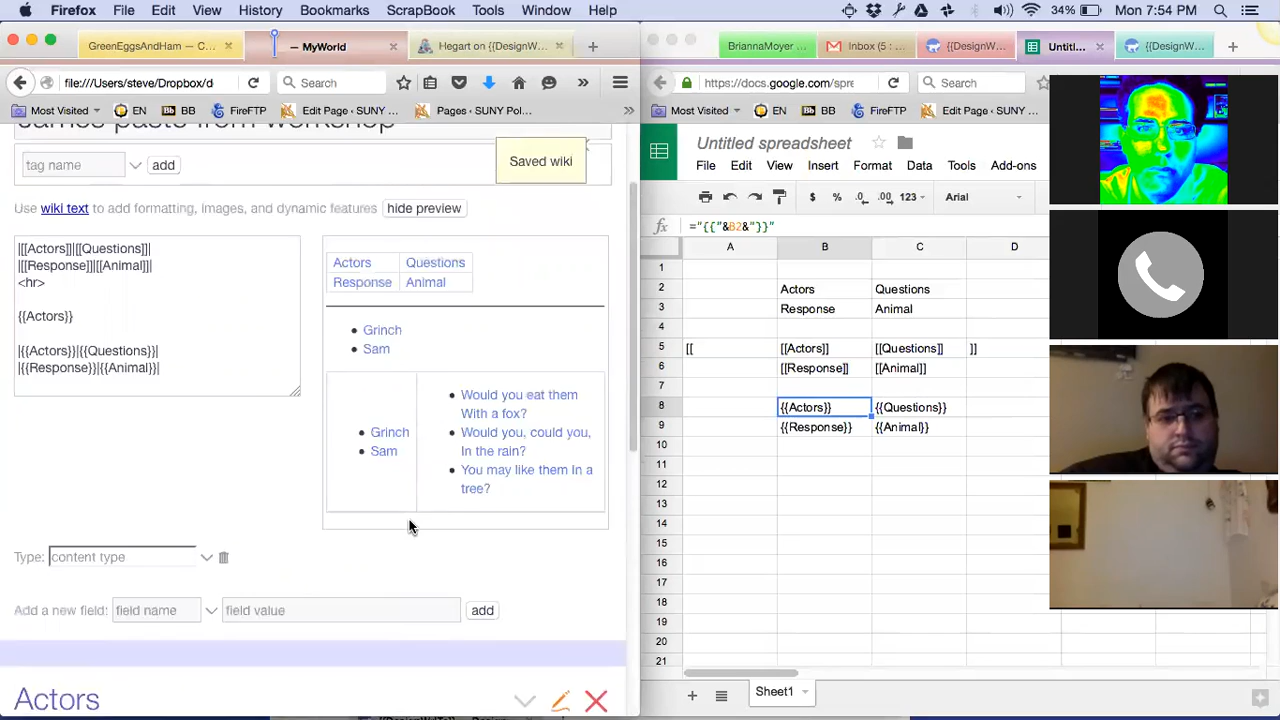 Firefox File Edit View History Bookmarks ScrapBook Tools Window Help 34% Mon 7:54 PM
GreenEggsAndHam — C... — MyWorld Hegart on {{DesignW...
file:///Users/steve/Dropbox/d Search
Most Visited EN BB FireFTP Edit Page ‹ SUNY ... pages ‹ SUNY ...
tag name add
Saved wiki
Use wiki text to add formatting, images, and dynamic features hide preview
|[[Actors]]|[[Questions]]|
|[[Response]]|[[Animal]]|
<hr>
{{Actors}}
|{{Actors}}|{{Questions}}|
|{{Response}}|{{Animal}}|
Actors Questions
Response Animal
Grinch
Sam
Grinch
Sam
Would you eat them
With a fox?
Would you, could you,
In the rain?
You may like them In a
tree?
Type: content type
Add a new field: field name field value add
Actors
BriannaMoyer Inbox (5 : {{DesignW... Untitl... {{DesignW...
https://docs.google.com/spre Search
Most Visited EN BB FireFTP Edit Page ‹ SUNY
Untitled spreadsheet
File Edit View Insert Format Data Tools Add-ons
$ % .0 .00 123 Arial
fx ="{{"&B2&"}}"
A B C D
1
2 Actors Questions
3 Response Animal
4
5 [[ [[Actors]] [[Questions]] ]]
6 [[Response]] [[Animal]]
7
8 {{Actors}} {{Questions}}
9 {{Response}} {{Animal}}
10
11
12
13
14
15
16
17
18
19
20
21
Sheet1